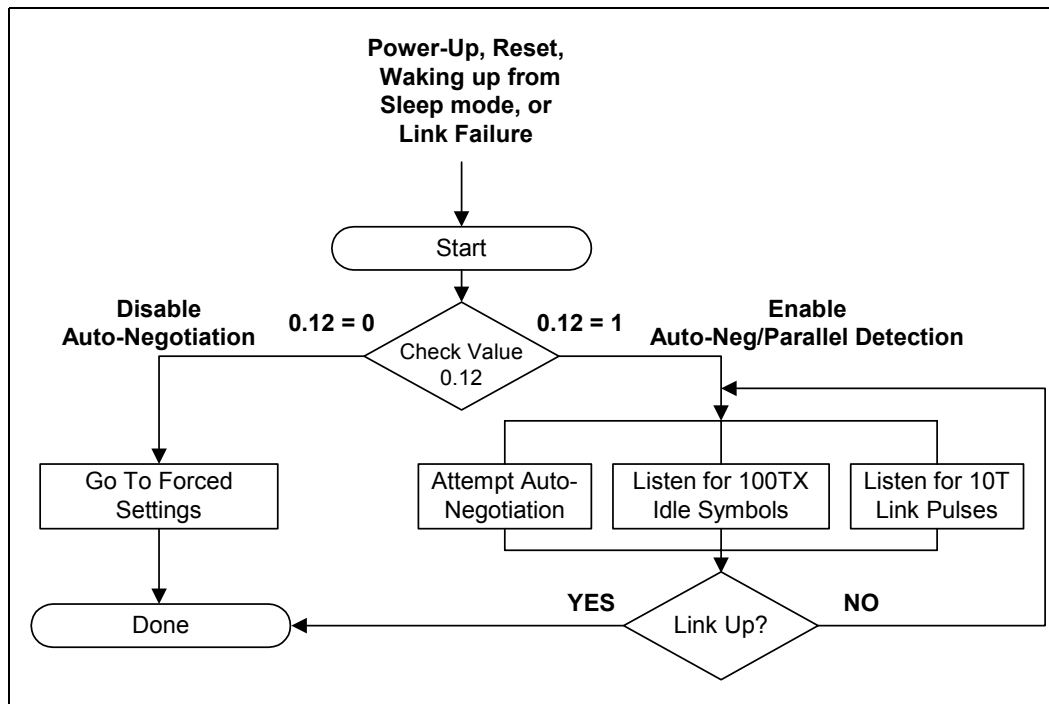 Power-Up, Reset,
Waking up from
Sleep mode, or
Link Failure
Start
Disable
Auto-Negotiation
0.12 = 0
0.12 = 1
Enable
Auto-Neg/Parallel Detection
Check Value
0.12
Go To Forced
Settings
Attempt Auto-
Negotiation
Listen for 100TX
Idle Symbols
Listen for 10T
Link Pulses
YES
NO
Done
Link Up?